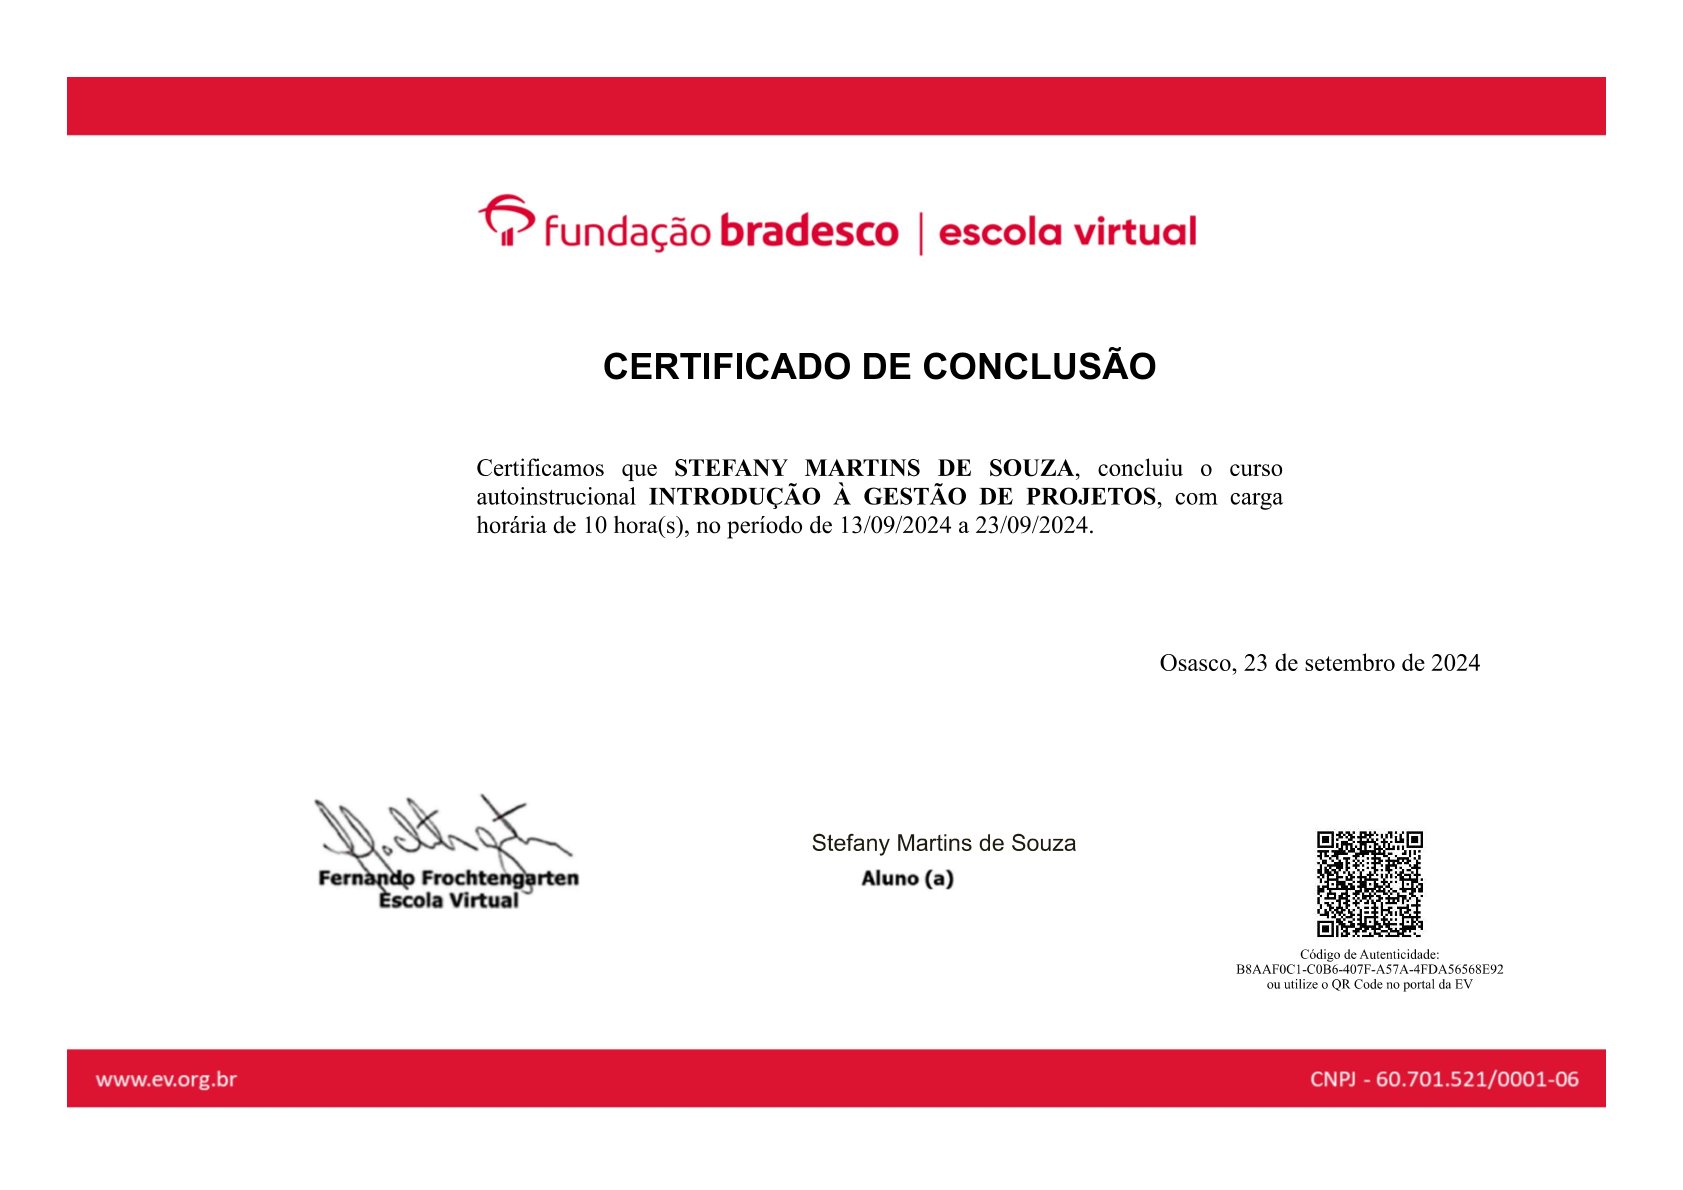 fundação bradesco | escola virtual
CERTIFICADO DE CONCLUSÃO
Certificamos que STEFANY MARTINS DE SOUZA, concluiu o curso
autoinstrucional INTRODUÇÃO À GESTÃO DE PROJETOS, com carga
horária de 10 hora(s), no período de 13/09/2024 a 23/09/2024.
Osasco, 23 de setembro de 2024
Fernando Frochtengarten
Escola Virtual
Stefany Martins de Souza
Aluno (a)
Código de Autenticidade:
B8AAF0C1-C0B6-407F-A57A-4FDA56568E92
ou utilize o QR Code no portal da EV
www.ev.org.br
CNPJ - 60.701.521/0001-06